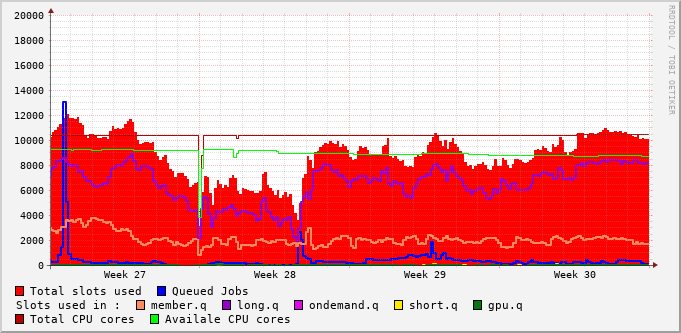 20000
18000
16000
14000
12000
10000
8000
6000
4000
2000
0
Week 27 Week 28 Week 29 Week 30
RRDTOOL / TOBI OETIKER
Total slots used Queued Jobs
Slots used in : member.q long.q ondemand.q short.q gpu.q
Total CPU cores Availale CPU cores